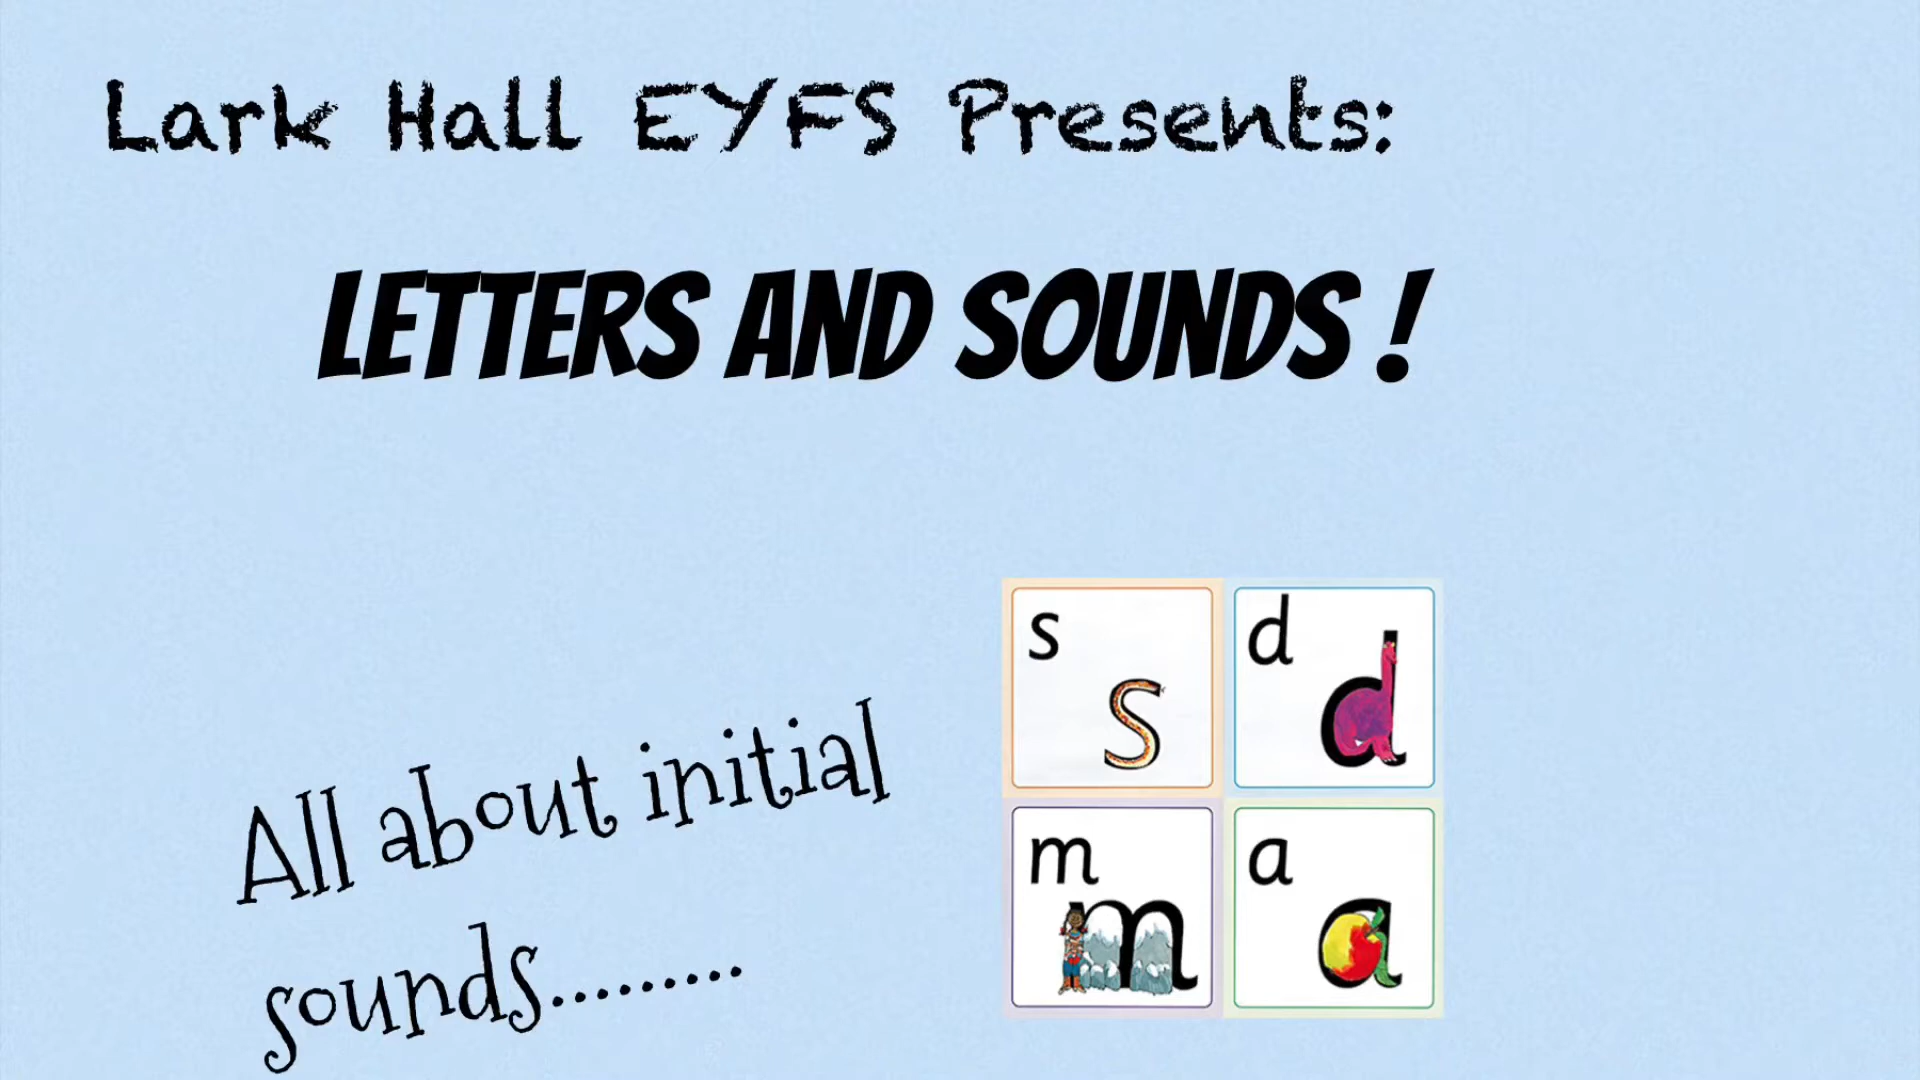 Lark Hall EYFS Presents:
LETTERS AND SOUNDS !
All about initial
sounds.........
s
s
d
d
m
m
a
a